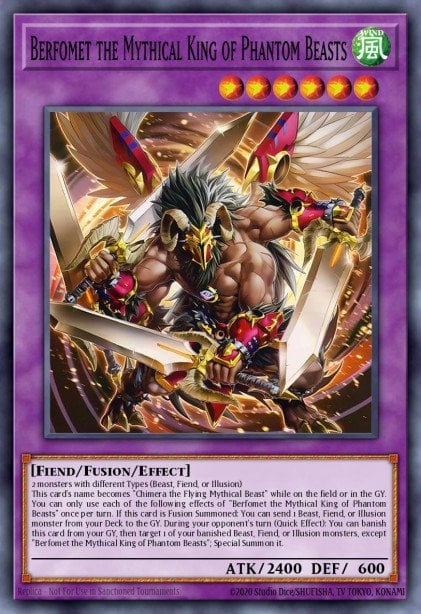 Berfomet the Mythical King of Phantom Beasts
WIND
風
[Fiend/Fusion/Effect]
2 monsters with different Types (Beast, Fiend, or Illusion)
This card's name becomes "Chimera the Flying Mythical Beast" while on the field or in the GY.
You can only use each of the following effects of "Berfomet the Mythical King of Phantom
Beasts" once per turn. If this card is Fusion Summoned: You can send 1 Beast, Fiend, or Illusion
monster from your Deck to the GY. During your opponent's turn (Quick Effect): You can banish
this card from your GY, then target 1 of your banished Beast, Fiend, or Illusion monsters, except
"Berfomet the Mythical King of Phantom Beasts"; Special Summon it.
ATK/2400 DEF/ 600
Replica - Not For Use in Sanctioned Tournaments
©2020 Studio Dice/SHUEISHA, TV TOKYO, KONAMI